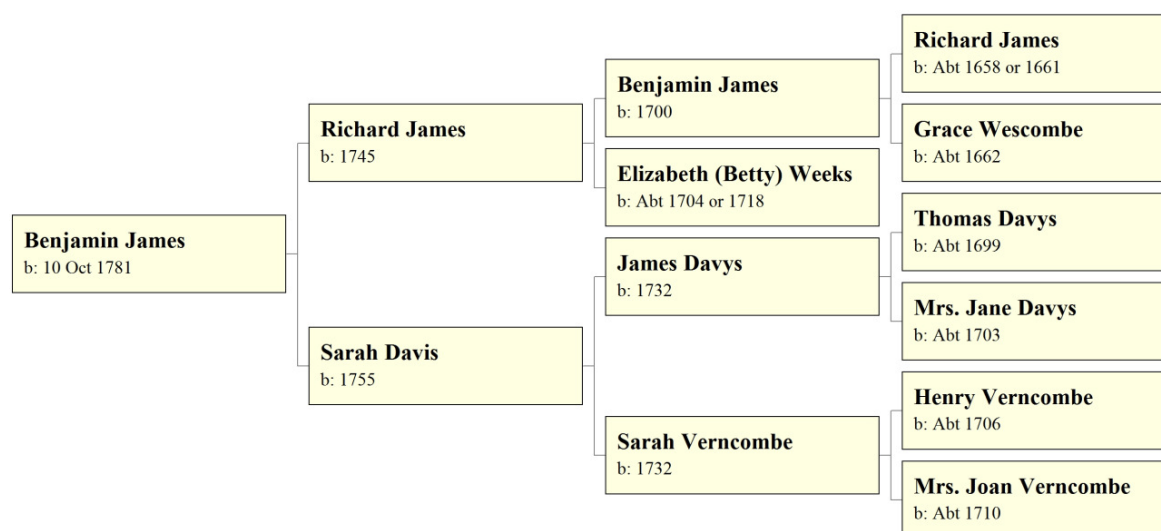 Benjamin James
b: 10 Oct 1781
Richard James
b: 1745
Sarah Davis
b: 1755
Benjamin James
b: 1700
Elizabeth (Betty) Weeks
b: Abt 1704 or 1718
James Davys
b: 1732
Sarah Verncombe
b: 1732
Richard James
b: Abt 1658 or 1661
Grace Wescombe
b: Abt 1662
Thomas Davys
b: Abt 1699
Mrs. Jane Davys
b: Abt 1703
Henry Verncombe
b: Abt 1706
Mrs. Joan Verncombe
b: Abt 1710